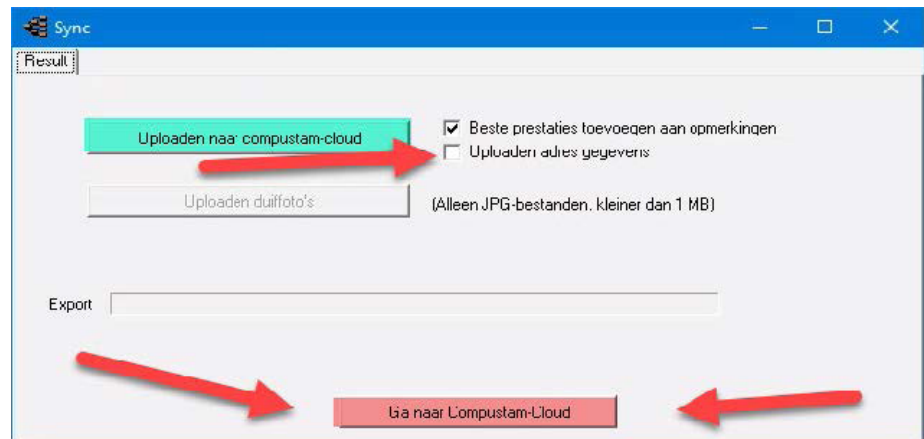 Sync
Result
Uploaden naar compustam-cloud
Beste prestaties toevoegen aan opmerkingen
Uploaden adres gegevens
Uploaden duiffoto's
(Alleen JPG-bestanden, kleiner dan 1 MB)
Export
Ga naar Compustam-Cloud